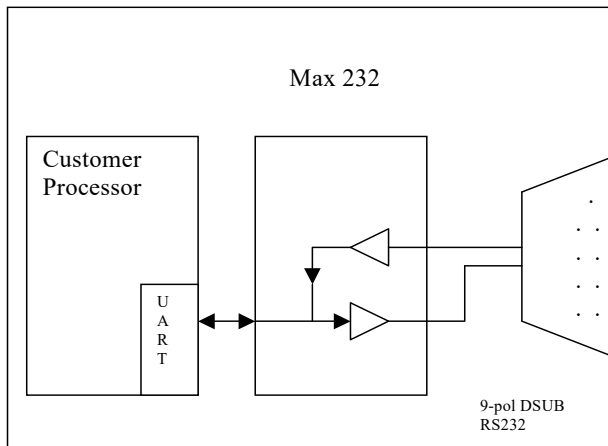 Max 232
Customer
Processor
U
A
R
T
9-pol DSUB
RS232